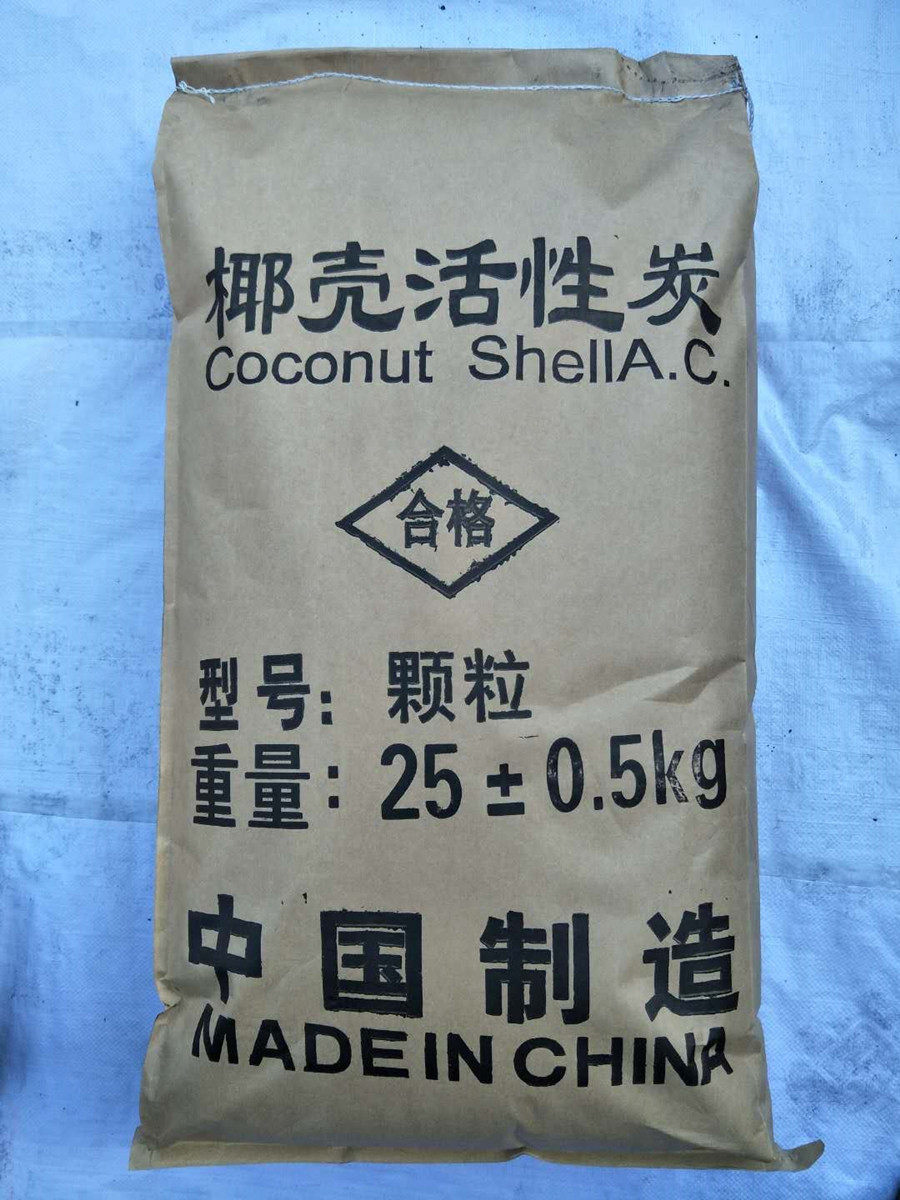 椰壳活性炭
Coconut ShellA.C.
合格
型号：颗粒
重量：25±0.5kg
中国制造
MADE IN CHINA